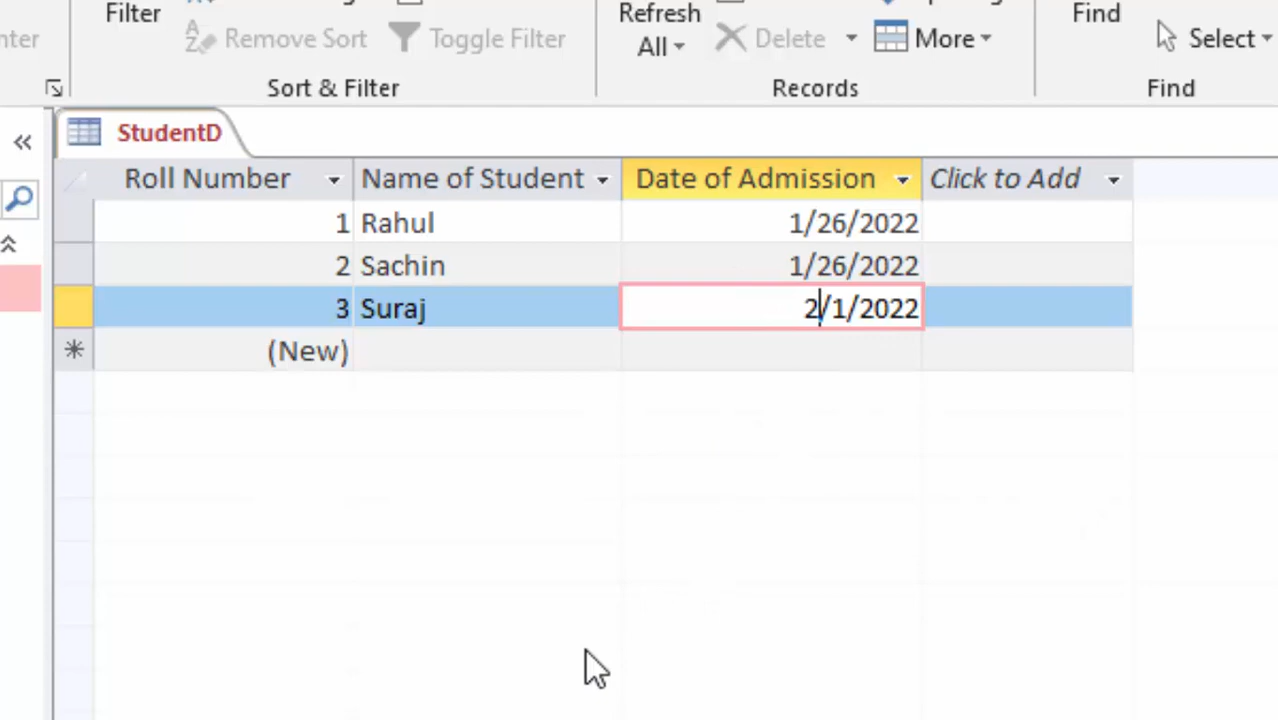 Filter
Refresh
Find
Remove Sort
Toggle Filter
All
Delete
More
Select
Sort & Filter
Records
Find
StudentD
Roll Number
Name of Student
Date of Admission
Click to Add
1 Rahul 1/26/2022
2 Sachin 1/26/2022
3 Suraj 2/1/2022
(New)